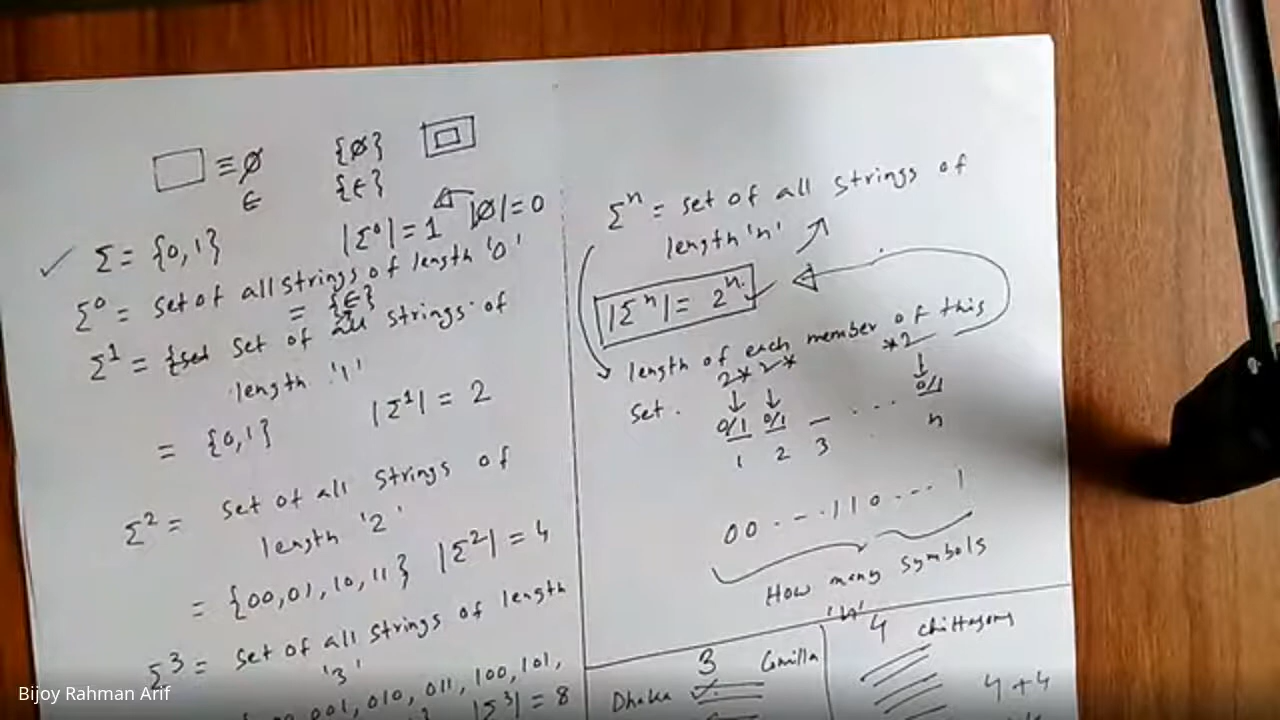 ≡ ∅ {∅}
ϵ {ϵ}
Σ = {0,1} |Σ⁰| = 1 |∅| = 0
Σ⁰ = set of all strings of length '0'
= {ϵ}
Σ¹ = {set set of all strings of
length '1'
= {0,1} |Σ¹| = 2
Σ² = set of all strings of
length '2'
= {00,01,10,11} |Σ²| = 4
Σ³ = set of all strings of length
'3'
001, 010, 011, 100, 101,
|Σ³| = 8
Σⁿ = set of all strings of
length 'n'
|Σⁿ| = 2ⁿ
length of each member of this
set. 2* 2* *2
0/1 0/1 _ . . . 0/1
1 2 3 . n
00 . - . 110 . . . 1
How many symbols
'n'
3 Comilla
Dhaka
4 Chittagong
4 + 4
Bijoy Rahman Arif